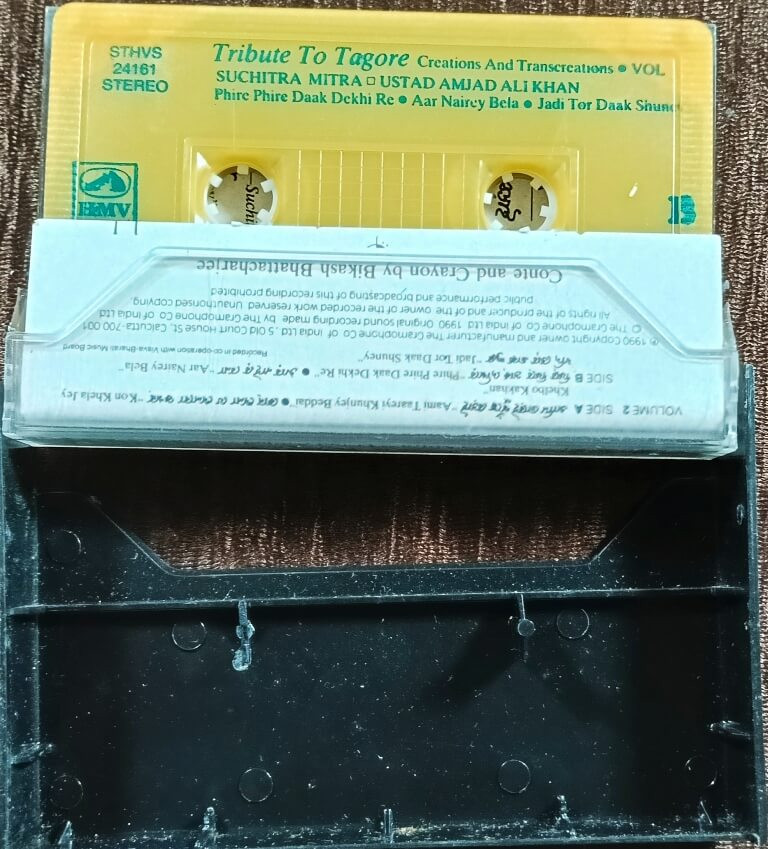 STHVS
24161
STEREO
Tribute To Tagore Creations And Transcreations • VOL
SUCHITRA MITRA □ USTAD AMJAD ALI KHAN
Phire Phire Daak Dekhi Re • Aar Nairey Bela • Jadi Tor Daak Shune
HMV
B
VOLUME 2 SIDE A "Aami Taareyi Khunjey Beddai" • "Kon Khela Jey
Khelbo Kakhan"
SIDE B "Phire Phire Daak Dekhi Re" • "Aar Nairey Bela" •
"Jadi Tor Daak Shuney"
Recorded in co-operation with Visva-Bharati Music Board
℗ 1990 Copyright owner and manufacturer The Gramophone Co of India Ltd., 5 Old Court House St, Calcutta-700 001
© The Gramophone Co of India Ltd 1990 Original sound recording made by The Gramophone Co of India Ltd
All rights of the producer and of the owner of the recorded work reserved Unauthorised copying,
public performance and broadcasting of this recording prohibited
Conte and Crayon by Bikash Bhattacharjee